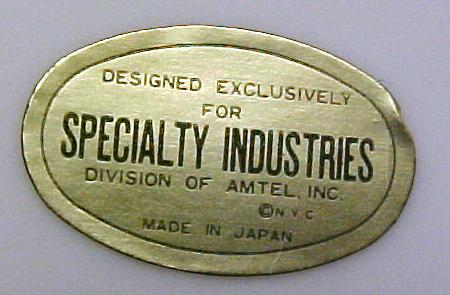 DESIGNED EXCLUSIVELY
FOR
SPECIALTY INDUSTRIES
DIVISION OF AMTEL, INC.
©N Y C
MADE IN JAPAN